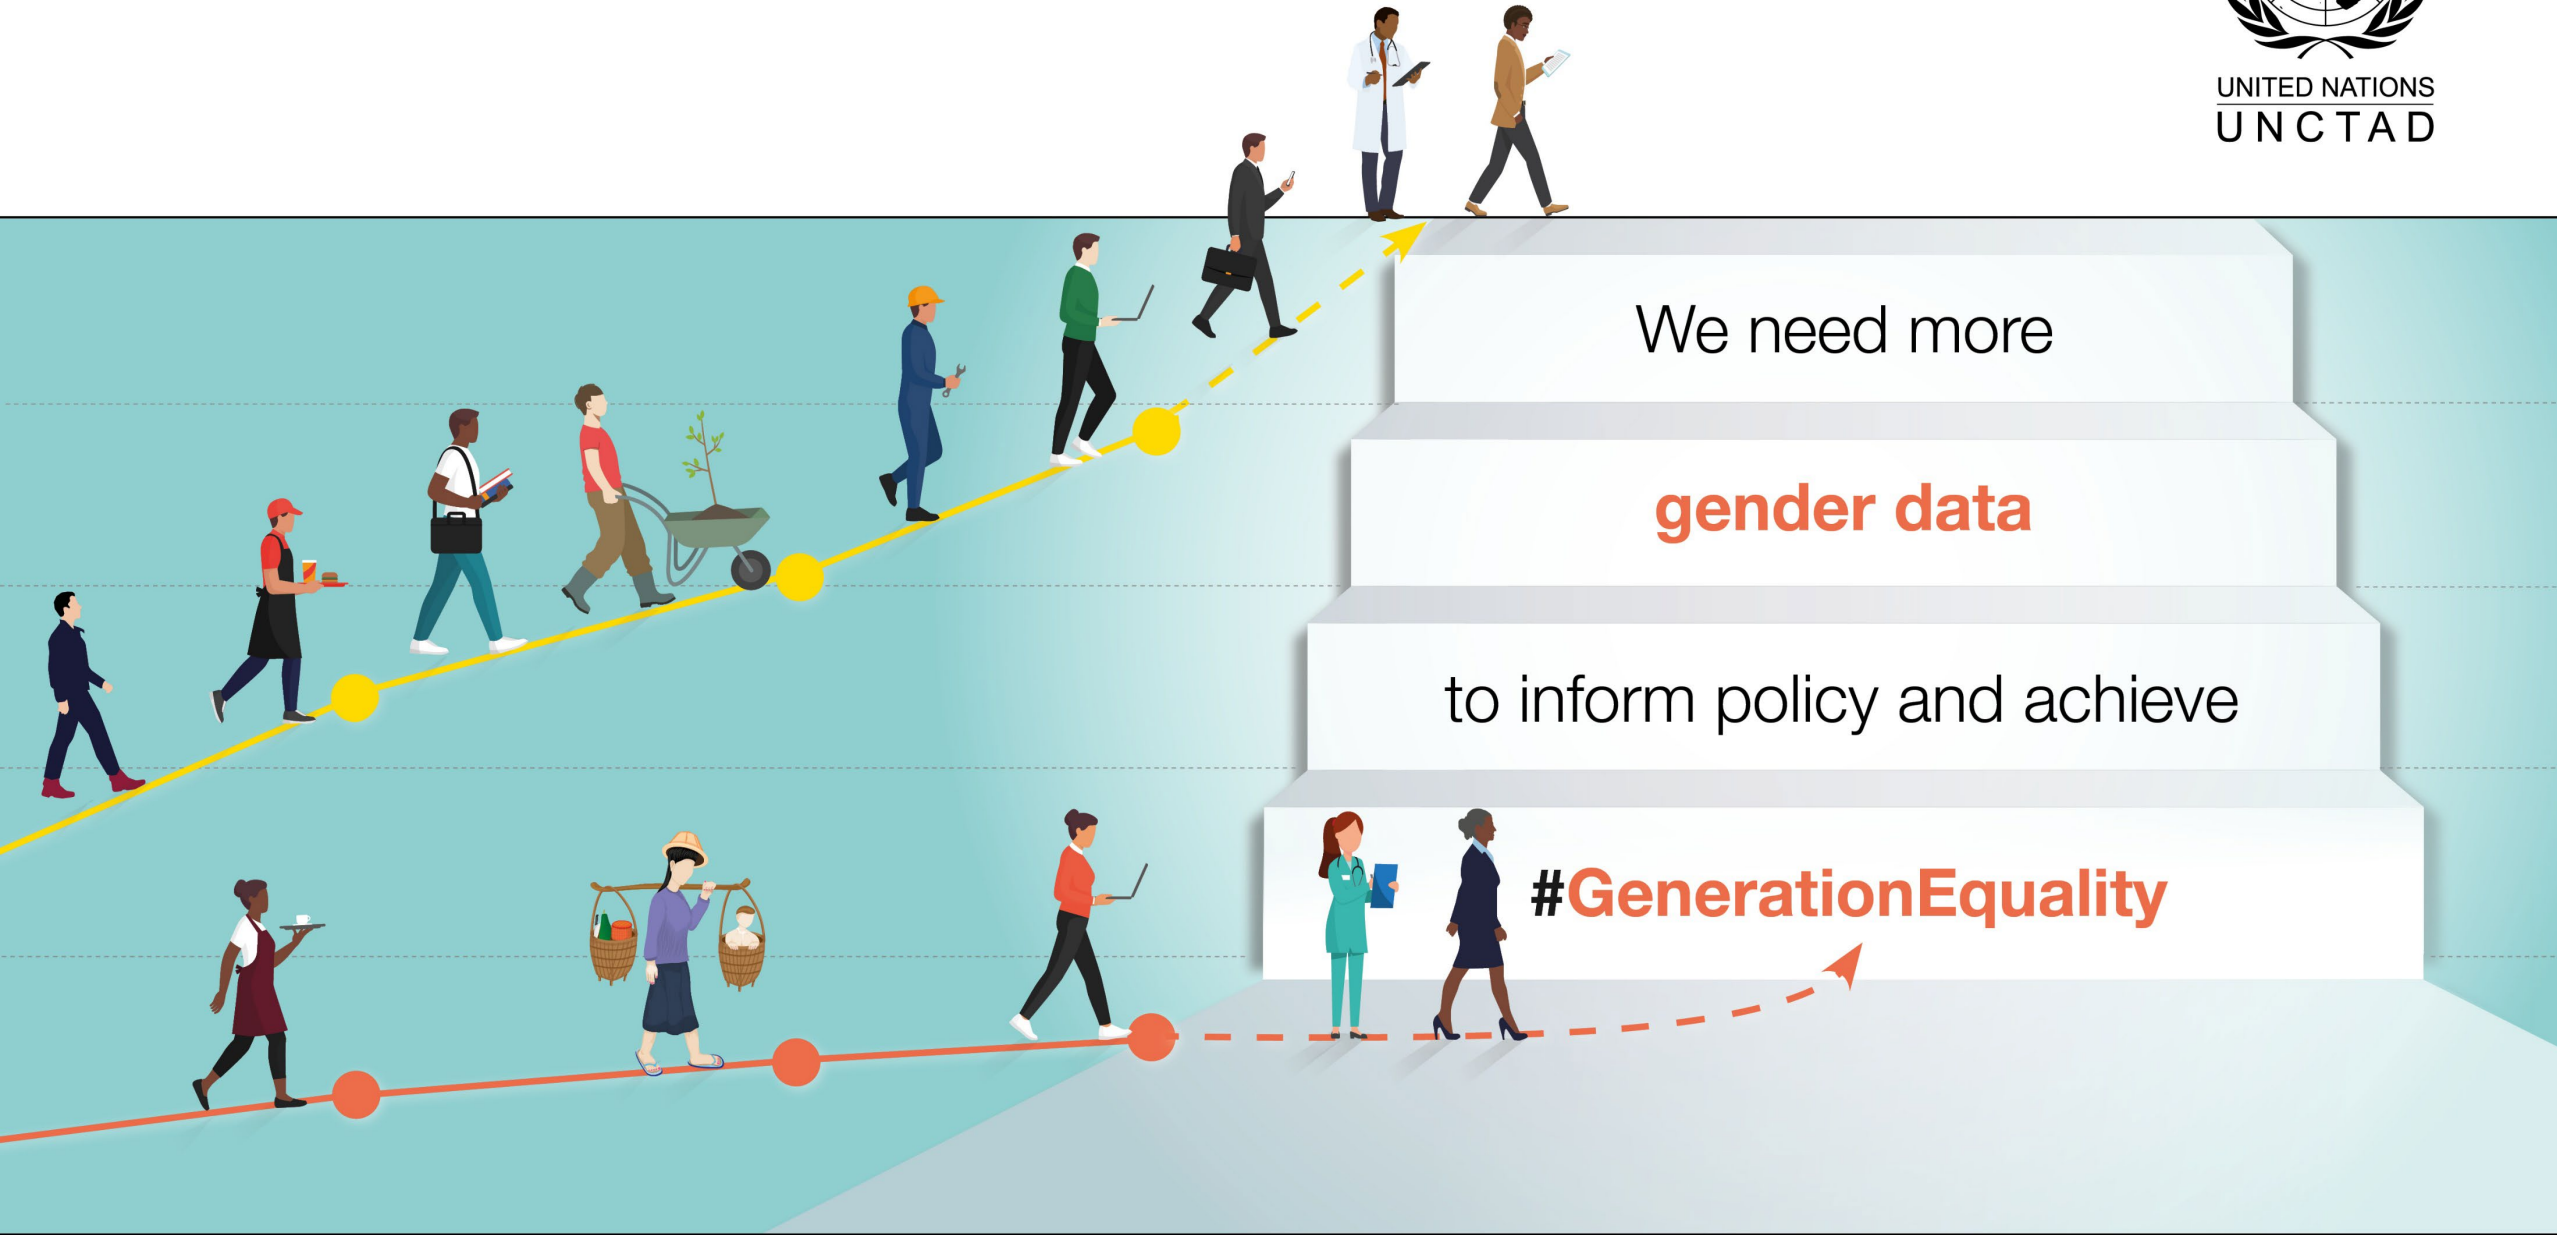 UNITED NATIONS
UNCTAD
We need more
gender data
to inform policy and achieve
#GenerationEquality